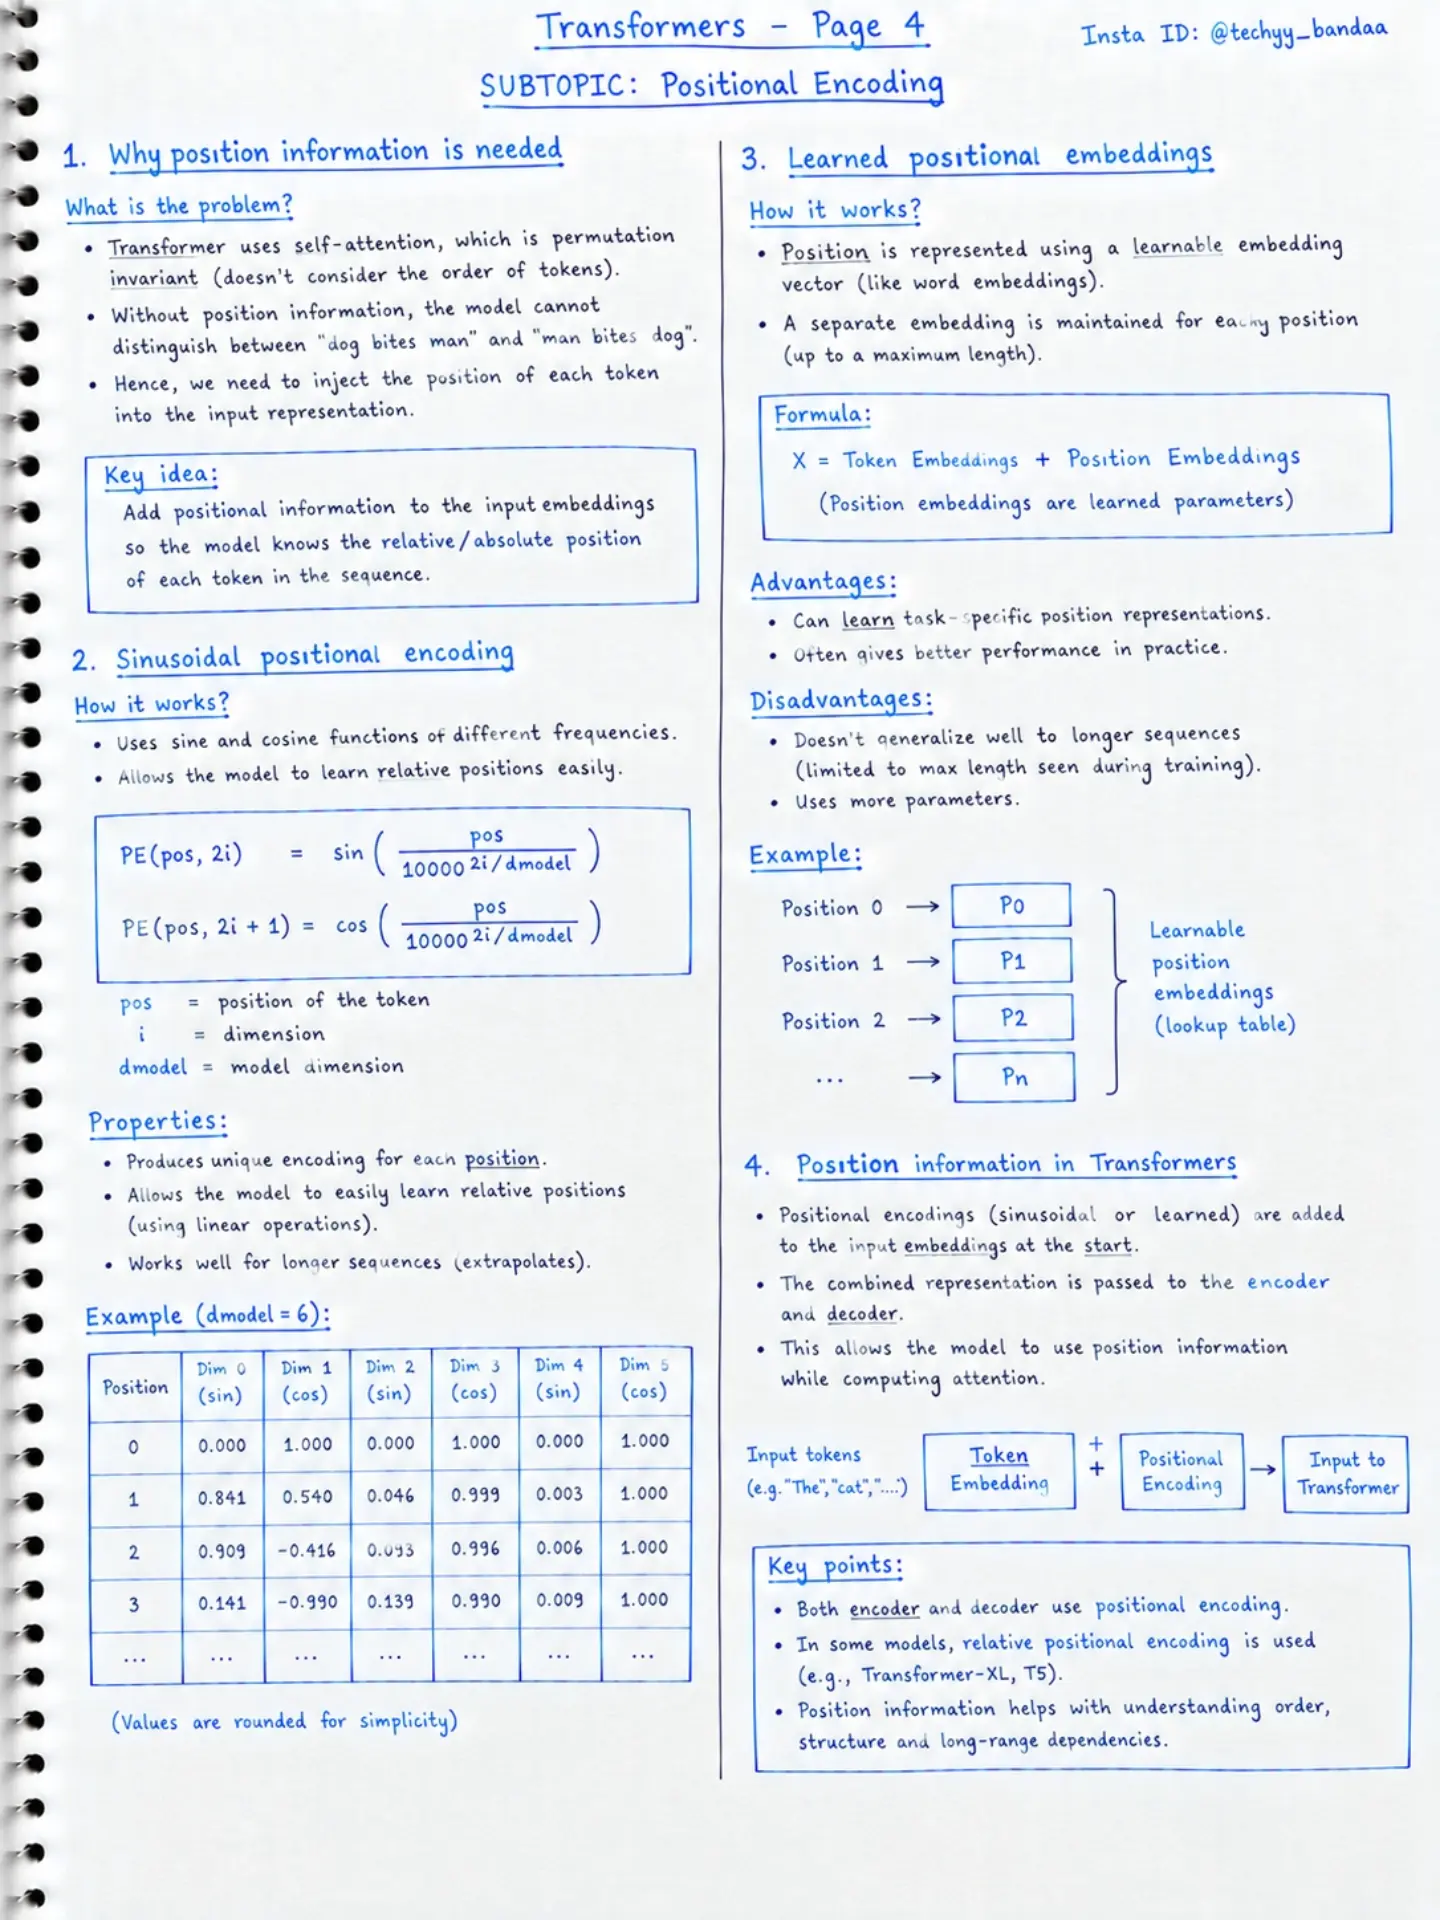 Transformers - Page 4
Insta ID: @techyy_bandaa
SUBTOPIC: Positional Encoding
1. Why position information is needed
What is the problem?
• Transformer uses self-attention, which is permutation
invariant (doesn't consider the order of tokens).
• Without position information, the model cannot
distinguish between "dog bites man" and "man bites dog".
• Hence, we need to inject the position of each token
into the input representation.
Key idea:
Add positional information to the input embeddings
so the model knows the relative/absolute position
of each token in the sequence.
2. Sinusoidal positional encoding
How it works?
• Uses sine and cosine functions of different frequencies.
• Allows the model to learn relative positions easily.
PE(pos, 2i) = sin ( pos / 10000 2i/dmodel )
PE(pos, 2i + 1) = cos ( pos / 10000 2i/dmodel )
pos = position of the token
i = dimension
dmodel = model dimension
Properties:
• Produces unique encoding for each position.
• Allows the model to easily learn relative positions
(using linear operations).
• Works well for longer sequences (extrapolates).
Example (dmodel = 6):
Position Dim 0 (sin) Dim 1 (cos) Dim 2 (sin) Dim 3 (cos) Dim 4 (sin) Dim 5 (cos)
0 0.000 1.000 0.000 1.000 0.000 1.000
1 0.841 0.540 0.046 0.999 0.003 1.000
2 0.909 -0.416 0.996 0.006 1.000
3 0.141 -0.990 0.139 0.990 0.009 1.000
... ... ... ... ... ... ...
(Values are rounded for simplicity)
3. Learned positional embeddings
How it works?
• Position is represented using a learnable embedding
vector (like word embeddings).
• A separate embedding is maintained for position
(up to a maximum length).
Formula:
X = Token Embeddings + Position Embeddings
(Position embeddings are learned parameters)
Advantages:
• Can learn task-specific position representations.
• Often gives better performance in practice.
Disadvantages:
• Doesn't generalize well to longer sequences
(limited to max length seen during training).
• Uses more parameters.
Example:
Position 0 → P0
Position 1 → P1
Position 2 → P2
... → Pn
Learnable
position
embeddings
(lookup table)
4. Position information in Transformers
• Positional encodings (sinusoidal or learned) are added
to the input embeddings at the start.
• The combined representation is passed to the encoder
and decoder.
• This allows the model to use position information
while computing attention.
Input tokens
(e.g. "The", "cat", "....")
Token
Embedding
+
+
Positional
Encoding
→
Input to
Transformer
Key points:
• Both encoder and decoder use positional encoding.
• In some models, relative positional encoding is used
(e.g., Transformer-XL, T5).
• Position information helps with understanding order,
structure and long-range dependencies.